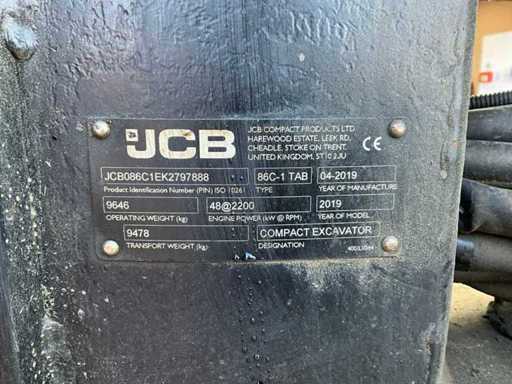 JCB
JCB COMPACT PRODUCTS LTD
HAREWOOD ESTATE, LEEK RD,
CHEADLE, STOKE ON TRENT,
UNITED KINGDOM, ST10 2JU
CE
JCB086C1EK2797888 86C-1 TAB 04-2019
Product Identification Number (PIN) ISO 10261 TYPE YEAR OF MANUFACTURE
9646 48@2200 2019
OPERATING WEIGHT (kg) ENGINE POWER (kW @ RPM) YEAR OF MODEL
9478 COMPACT EXCAVATOR
TRANSPORT WEIGHT (kg) DESIGNATION